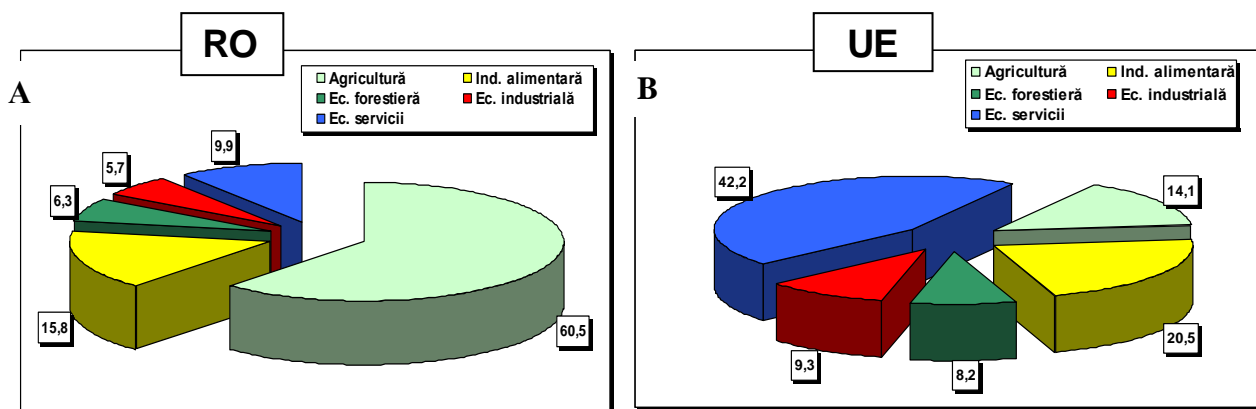 RO
A
Agricultură
Ind. alimentară
Ec. forestieră
Ec. industrială
Ec. servicii
9,9
5,7
6,3
15,8
60,5
UE
B
Agricultură
Ind. alimentară
Ec. forestieră
Ec. industrială
Ec. servicii
42,2
14,1
20,5
9,3
8,2